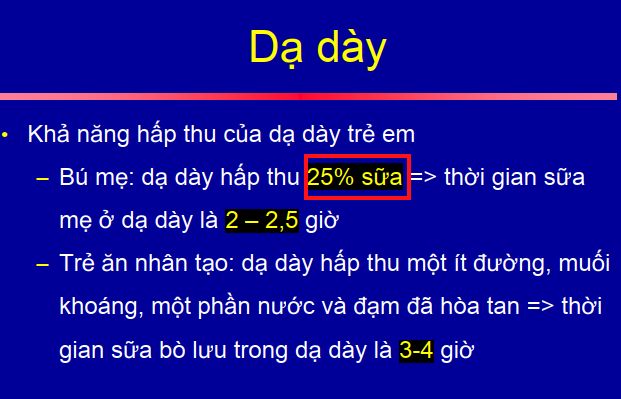 Dạ dày
• Khả năng hấp thu của dạ dày trẻ em
– Bú mẹ: dạ dày hấp thu 25% sữa => thời gian sữa
mẹ ở dạ dày là 2 – 2,5 giờ
– Trẻ ăn nhân tạo: dạ dày hấp thu một ít đường, muối
khoáng, một phần nước và đạm đã hòa tan => thời
gian sữa bò lưu trong dạ dày là 3-4 giờ